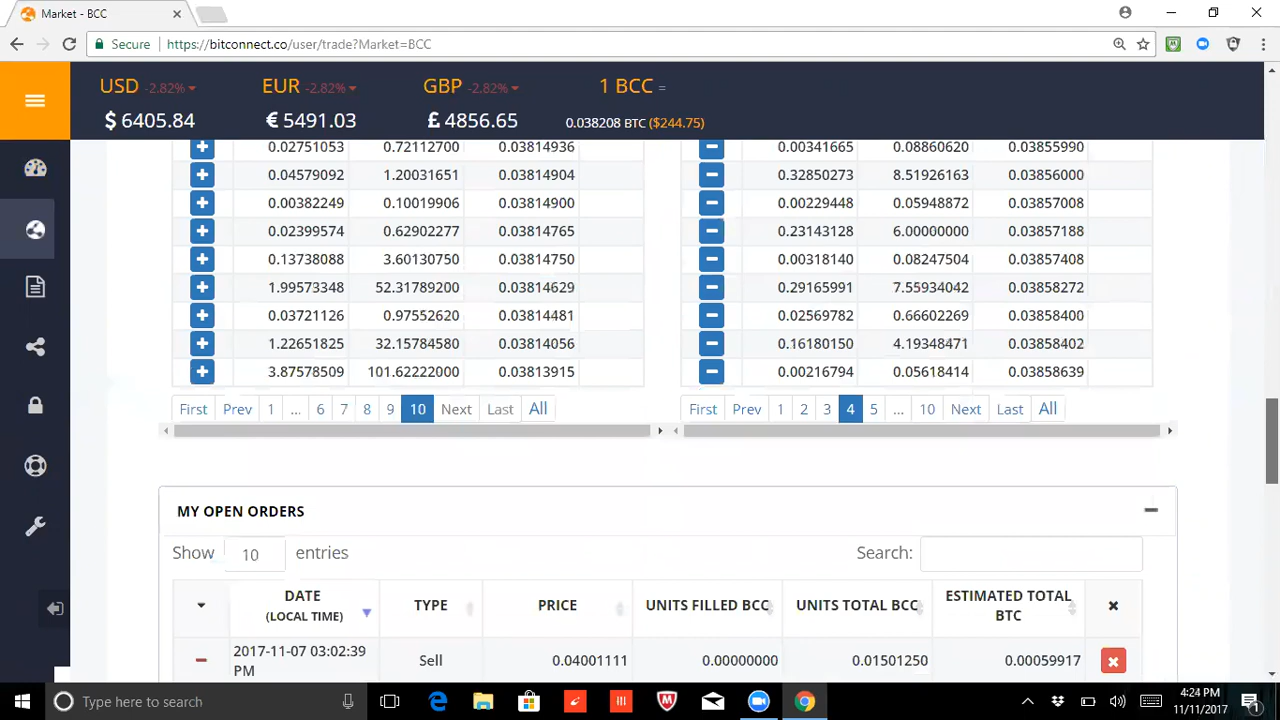 Market - BCC
Secure https://bitconnect.co/user/trade?Market=BCC
USD -2.82% EUR -2.82% GBP -2.82% 1 BCC =
$ 6405.84 € 5491.03 £ 4856.65 0.038208 BTC ($244.75)
0.02751053 0.72112700 0.03814936 0.00341665 0.08860620 0.03855990
0.04579092 1.20031651 0.03814904 0.32850273 8.51926163 0.03856000
0.00382249 0.10019906 0.03814900 0.00229448 0.05948872 0.03857008
0.02399574 0.62902277 0.03814765 0.23143128 6.00000000 0.03857188
0.13738088 3.60130750 0.03814750 0.00318140 0.08247504 0.03857408
1.99573348 52.31789200 0.03814629 0.29165991 7.55934042 0.03858272
0.03721126 0.97552620 0.03814481 0.02569782 0.66602269 0.03858400
1.22651825 32.15784580 0.03814056 0.16180150 4.19348471 0.03858402
3.87578509 101.62222000 0.03813915 0.00216794 0.05618414 0.03858639
First Prev 1 ... 6 7 8 9 10 Next Last All First Prev 1 2 3 4 5 ... 10 Next Last All
MY OPEN ORDERS
Show 10 entries Search:
DATE (LOCAL TIME) TYPE PRICE UNITS FILLED BCC UNITS TOTAL BCC ESTIMATED TOTAL BTC
2017-11-07 03:02:39 PM Sell 0.04001111 0.00000000 0.01501250 0.00059917
Type here to search
4:24 PM
11/11/2017